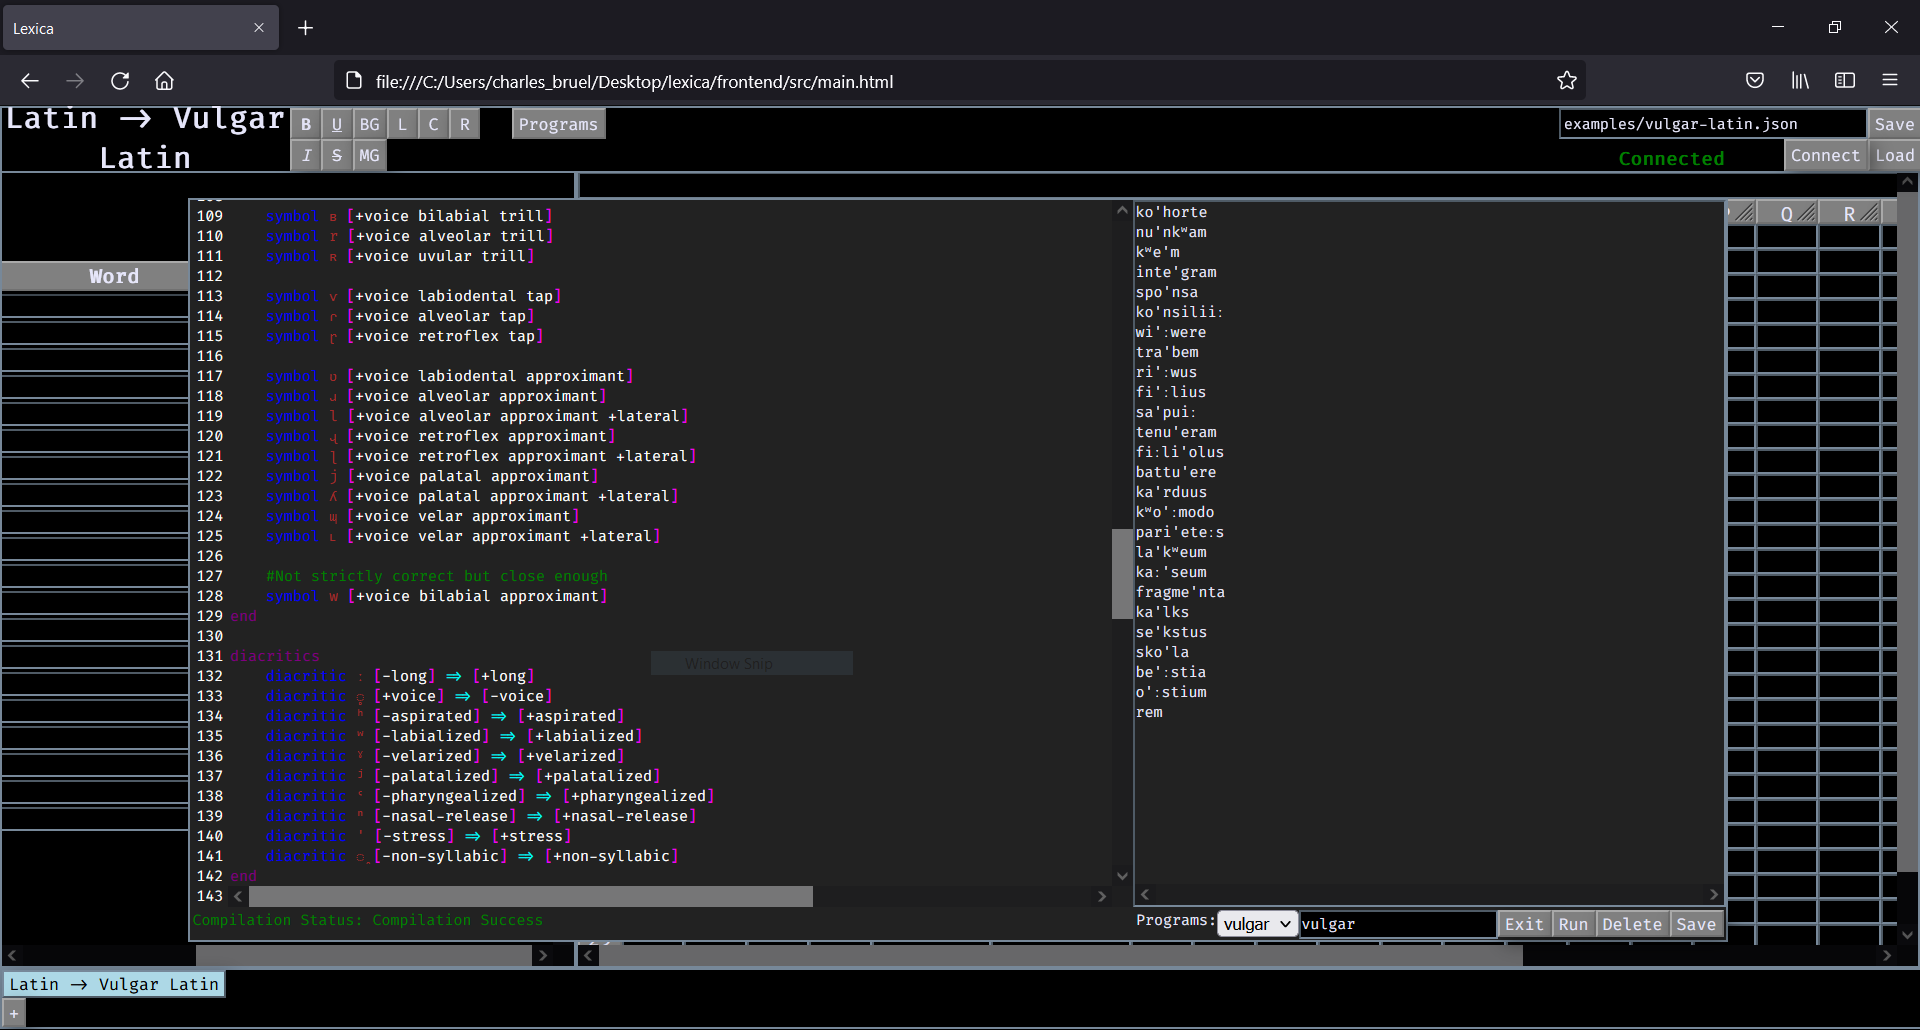 Lexica
file:///C:/Users/charles_bruel/Desktop/lexica/frontend/src/main.html
Latin → Vulgar
Latin
B U BG L C R
I S MG
Programs
examples/vulgar-latin.json Save
Connected Connect Load
Word
Q R
109 symbol ʙ [+voice bilabial trill]
110 symbol r [+voice alveolar trill]
111 symbol ʀ [+voice uvular trill]
112
113 symbol ⱱ [+voice labiodental tap]
114 symbol ɾ [+voice alveolar tap]
115 symbol ɽ [+voice retroflex tap]
116
117 symbol ʋ [+voice labiodental approximant]
118 symbol ɹ [+voice alveolar approximant]
119 symbol l [+voice alveolar approximant +lateral]
120 symbol ɻ [+voice retroflex approximant]
121 symbol ɭ [+voice retroflex approximant +lateral]
122 symbol j [+voice palatal approximant]
123 symbol ʎ [+voice palatal approximant +lateral]
124 symbol ɰ [+voice velar approximant]
125 symbol ʟ [+voice velar approximant +lateral]
126
127 #Not strictly correct but close enough
128 symbol w [+voice bilabial approximant]
129 end
130
131 diacritics
132 diacritic ː [-long] ⇒ [+long]
133 diacritic ◌̥ [+voice] ⇒ [-voice]
134 diacritic ʰ [-aspirated] ⇒ [+aspirated]
135 diacritic ʷ [-labialized] ⇒ [+labialized]
136 diacritic ˠ [-velarized] ⇒ [+velarized]
137 diacritic ʲ [-palatalized] ⇒ [+palatalized]
138 diacritic ˤ [-pharyngealized] ⇒ [+pharyngealized]
139 diacritic ⁿ [-nasal-release] ⇒ [+nasal-release]
140 diacritic ' [-stress] ⇒ [+stress]
141 diacritic ◌̯ [-non-syllabic] ⇒ [+non-syllabic]
142 end
143
Window Snip
Compilation Status: Compilation Success
ko'horte
nu'nkʷam
kʷe'm
inte'gram
spo'nsa
ko'nsiliiː
wi'ːwere
tra'bem
ri'ːwus
fi'ːlius
sa'puiː
tenu'eram
fiːli'olus
battu'ere
ka'rduus
kʷo'ːmodo
pari'eteːs
la'kʷeum
kaː'seum
fragme'nta
ka'lks
se'kstus
sko'la
be'ːstia
o'ːstium
rem
Programs: vulgar vulgar Exit Run Delete Save
Latin → Vulgar Latin
+